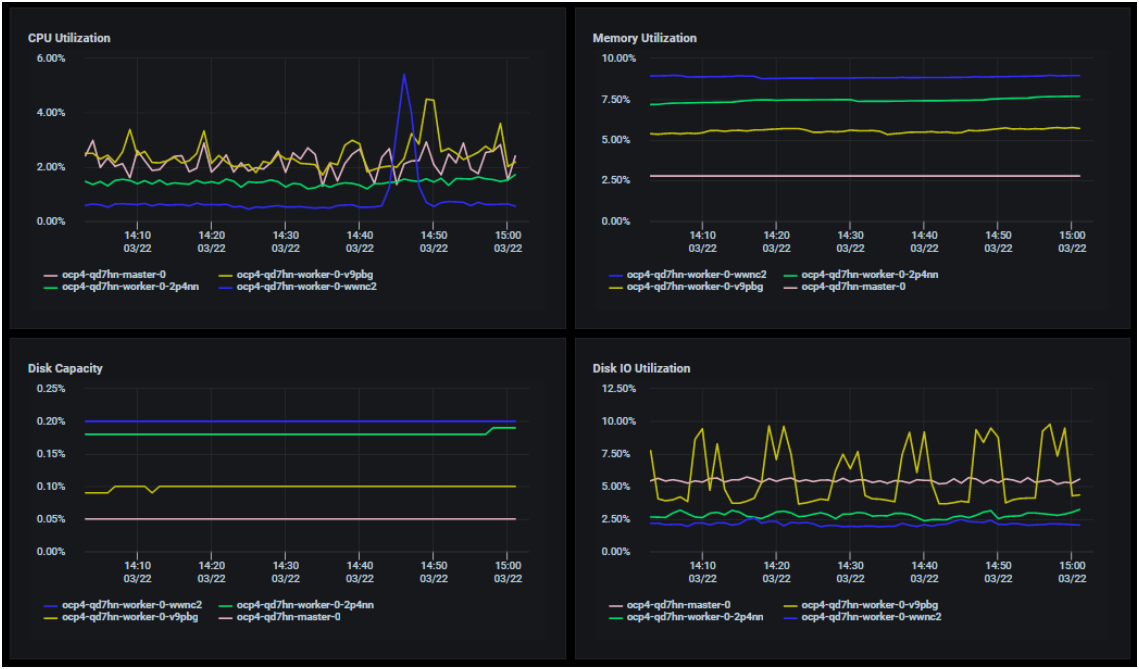 CPU Utilization
6.00%
4.00%
2.00%
0.00%
14:10 14:20 14:30 14:40 14:50 15:00
03/22 03/22 03/22 03/22 03/22 03/22
ocp4-qd7hn-master-0 ocp4-qd7hn-worker-0-v9pbg
ocp4-qd7hn-worker-0-2p4nn ocp4-qd7hn-worker-0-wwnc2
Memory Utilization
10.00%
7.50%
5.00%
2.50%
0.00%
14:10 14:20 14:30 14:40 14:50 15:00
03/22 03/22 03/22 03/22 03/22 03/22
ocp4-qd7hn-worker-0-wwnc2 ocp4-qd7hn-worker-0-2p4nn
ocp4-qd7hn-worker-0-v9pbg ocp4-qd7hn-master-0
Disk Capacity
0.25%
0.20%
0.15%
0.10%
0.05%
0.00%
14:10 14:20 14:30 14:40 14:50 15:00
03/22 03/22 03/22 03/22 03/22 03/22
ocp4-qd7hn-worker-0-wwnc2 ocp4-qd7hn-worker-0-2p4nn
ocp4-qd7hn-worker-0-v9pbg ocp4-qd7hn-master-0
Disk IO Utilization
12.50%
10.00%
7.50%
5.00%
2.50%
0.00%
14:10 14:20 14:30 14:40 14:50 15:00
03/22 03/22 03/22 03/22 03/22 03/22
ocp4-qd7hn-master-0 ocp4-qd7hn-worker-0-v9pbg
ocp4-qd7hn-worker-0-2p4nn ocp4-qd7hn-worker-0-wwnc2